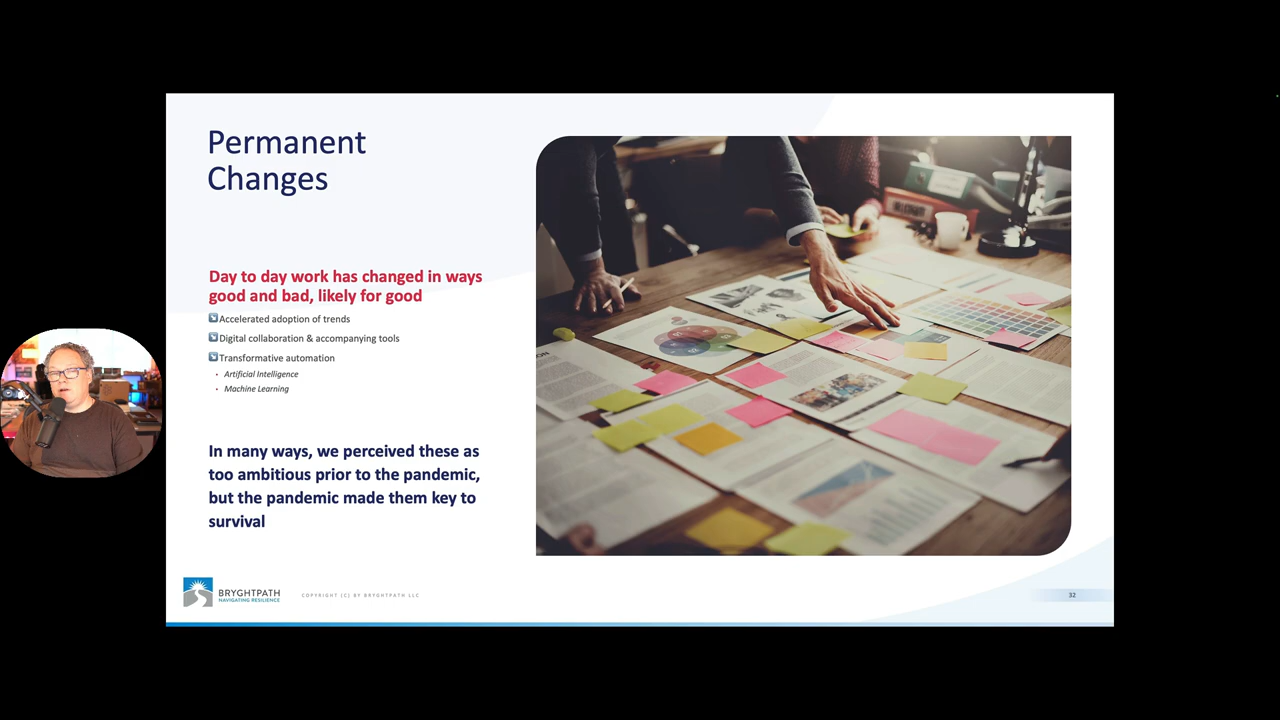 Permanent
Changes
Day to day work has changed in ways
good and bad, likely for good
Accelerated adoption of trends
Digital collaboration & accompanying tools
Transformative automation
• Artificial Intelligence
• Machine Learning
In many ways, we perceived these as
too ambitious prior to the pandemic,
but the pandemic made them key to
survival
BRYGHTPATH
NAVIGATING RESILIENCE
COPYRIGHT (C) BY BRYGHTPATH LLC
32